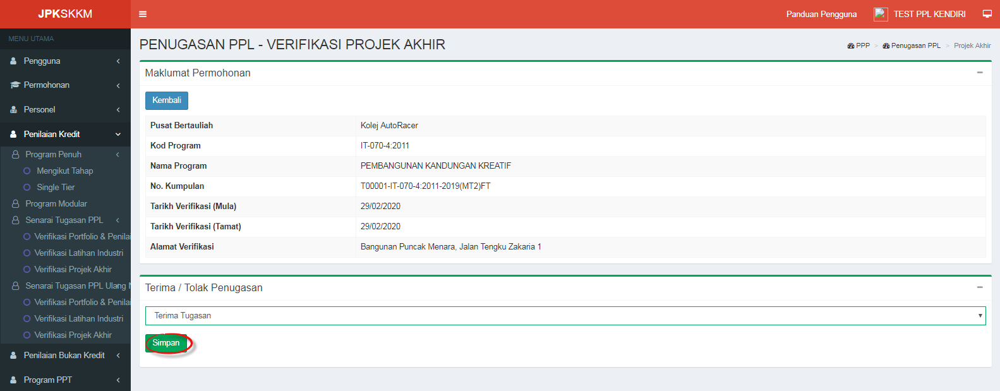 JPKSKKM
Panduan Pengguna
TEST PPL KENDIRI
MENU UTAMA
Pengguna
Permohonan
Personel
Penilaian Kredit
Program Penuh
Mengikut Tahap
Single Tier
Program Modular
Senarai Tugasan PPL
Verifikasi Portfolio & Penilai
Verifikasi Latihan Industri
Verifikasi Projek Akhir
Senarai Tugasan PPL Ulang
Verifikasi Portfolio & Penilai
Verifikasi Latihan Industri
Verifikasi Projek Akhir
Penilaian Bukan Kredit
Program PPT
PENUGASAN PPL - VERIFIKASI PROJEK AKHIR
PPP > Penugasan PPL > Projek Akhir
Maklumat Permohonan
Kembali
Pusat Bertauliah Kolej AutoRacer
Kod Program IT-070-4:2011
Nama Program PEMBANGUNAN KANDUNGAN KREATIF
No. Kumpulan T00001-IT-070-4:2011-2019(MT2)FT
Tarikh Verifikasi (Mula) 29/02/2020
Tarikh Verifikasi (Tamat) 29/02/2020
Alamat Verifikasi Bangunan Puncak Menara, Jalan Tengku Zakaria 1
Terima / Tolak Penugasan
Terima Tugasan
Simpan